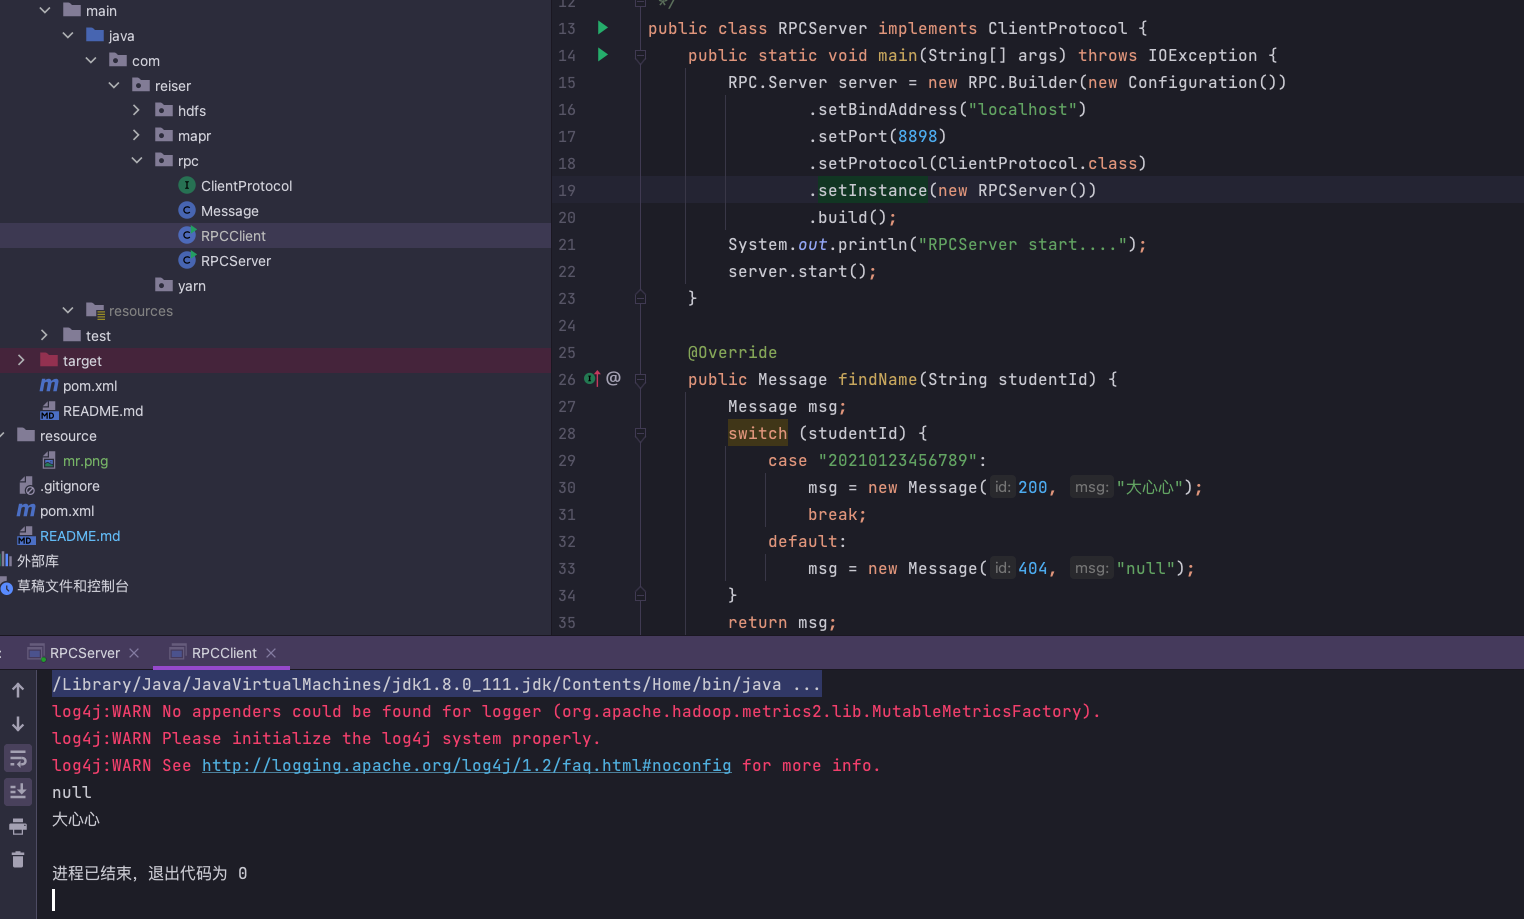 main
java
com
reiser
hdfs
mapr
rpc
ClientProtocol
Message
RPCClient
RPCServer
yarn
resources
test
target
pom.xml
README.md
resource
mr.png
.gitignore
pom.xml
README.md
外部库
草稿文件和控制台
12 */
13 public class RPCServer implements ClientProtocol {
14 public static void main(String[] args) throws IOException {
15 RPC.Server server = new RPC.Builder(new Configuration())
16 .setBindAddress("localhost")
17 .setPort(8898)
18 .setProtocol(ClientProtocol.class)
19 .setInstance(new RPCServer())
20 .build();
21 System.out.println("RPCServer start....");
22 server.start();
23 }
24
25 @Override
26 @ public Message findName(String studentId) {
27 Message msg;
28 switch (studentId) {
29 case "20210123456789":
30 msg = new Message( id: 200, msg: "大心心");
31 break;
32 default:
33 msg = new Message( id: 404, msg: "null");
34 }
35 return msg;
: RPCServer RPCClient
/Library/Java/JavaVirtualMachines/jdk1.8.0_111.jdk/Contents/Home/bin/java ...
log4j:WARN No appenders could be found for logger (org.apache.hadoop.metrics2.lib.MutableMetricsFactory).
log4j:WARN Please initialize the log4j system properly.
log4j:WARN See http://logging.apache.org/log4j/1.2/faq.html#noconfig for more info.
null
大心心
进程已结束，退出代码为 0